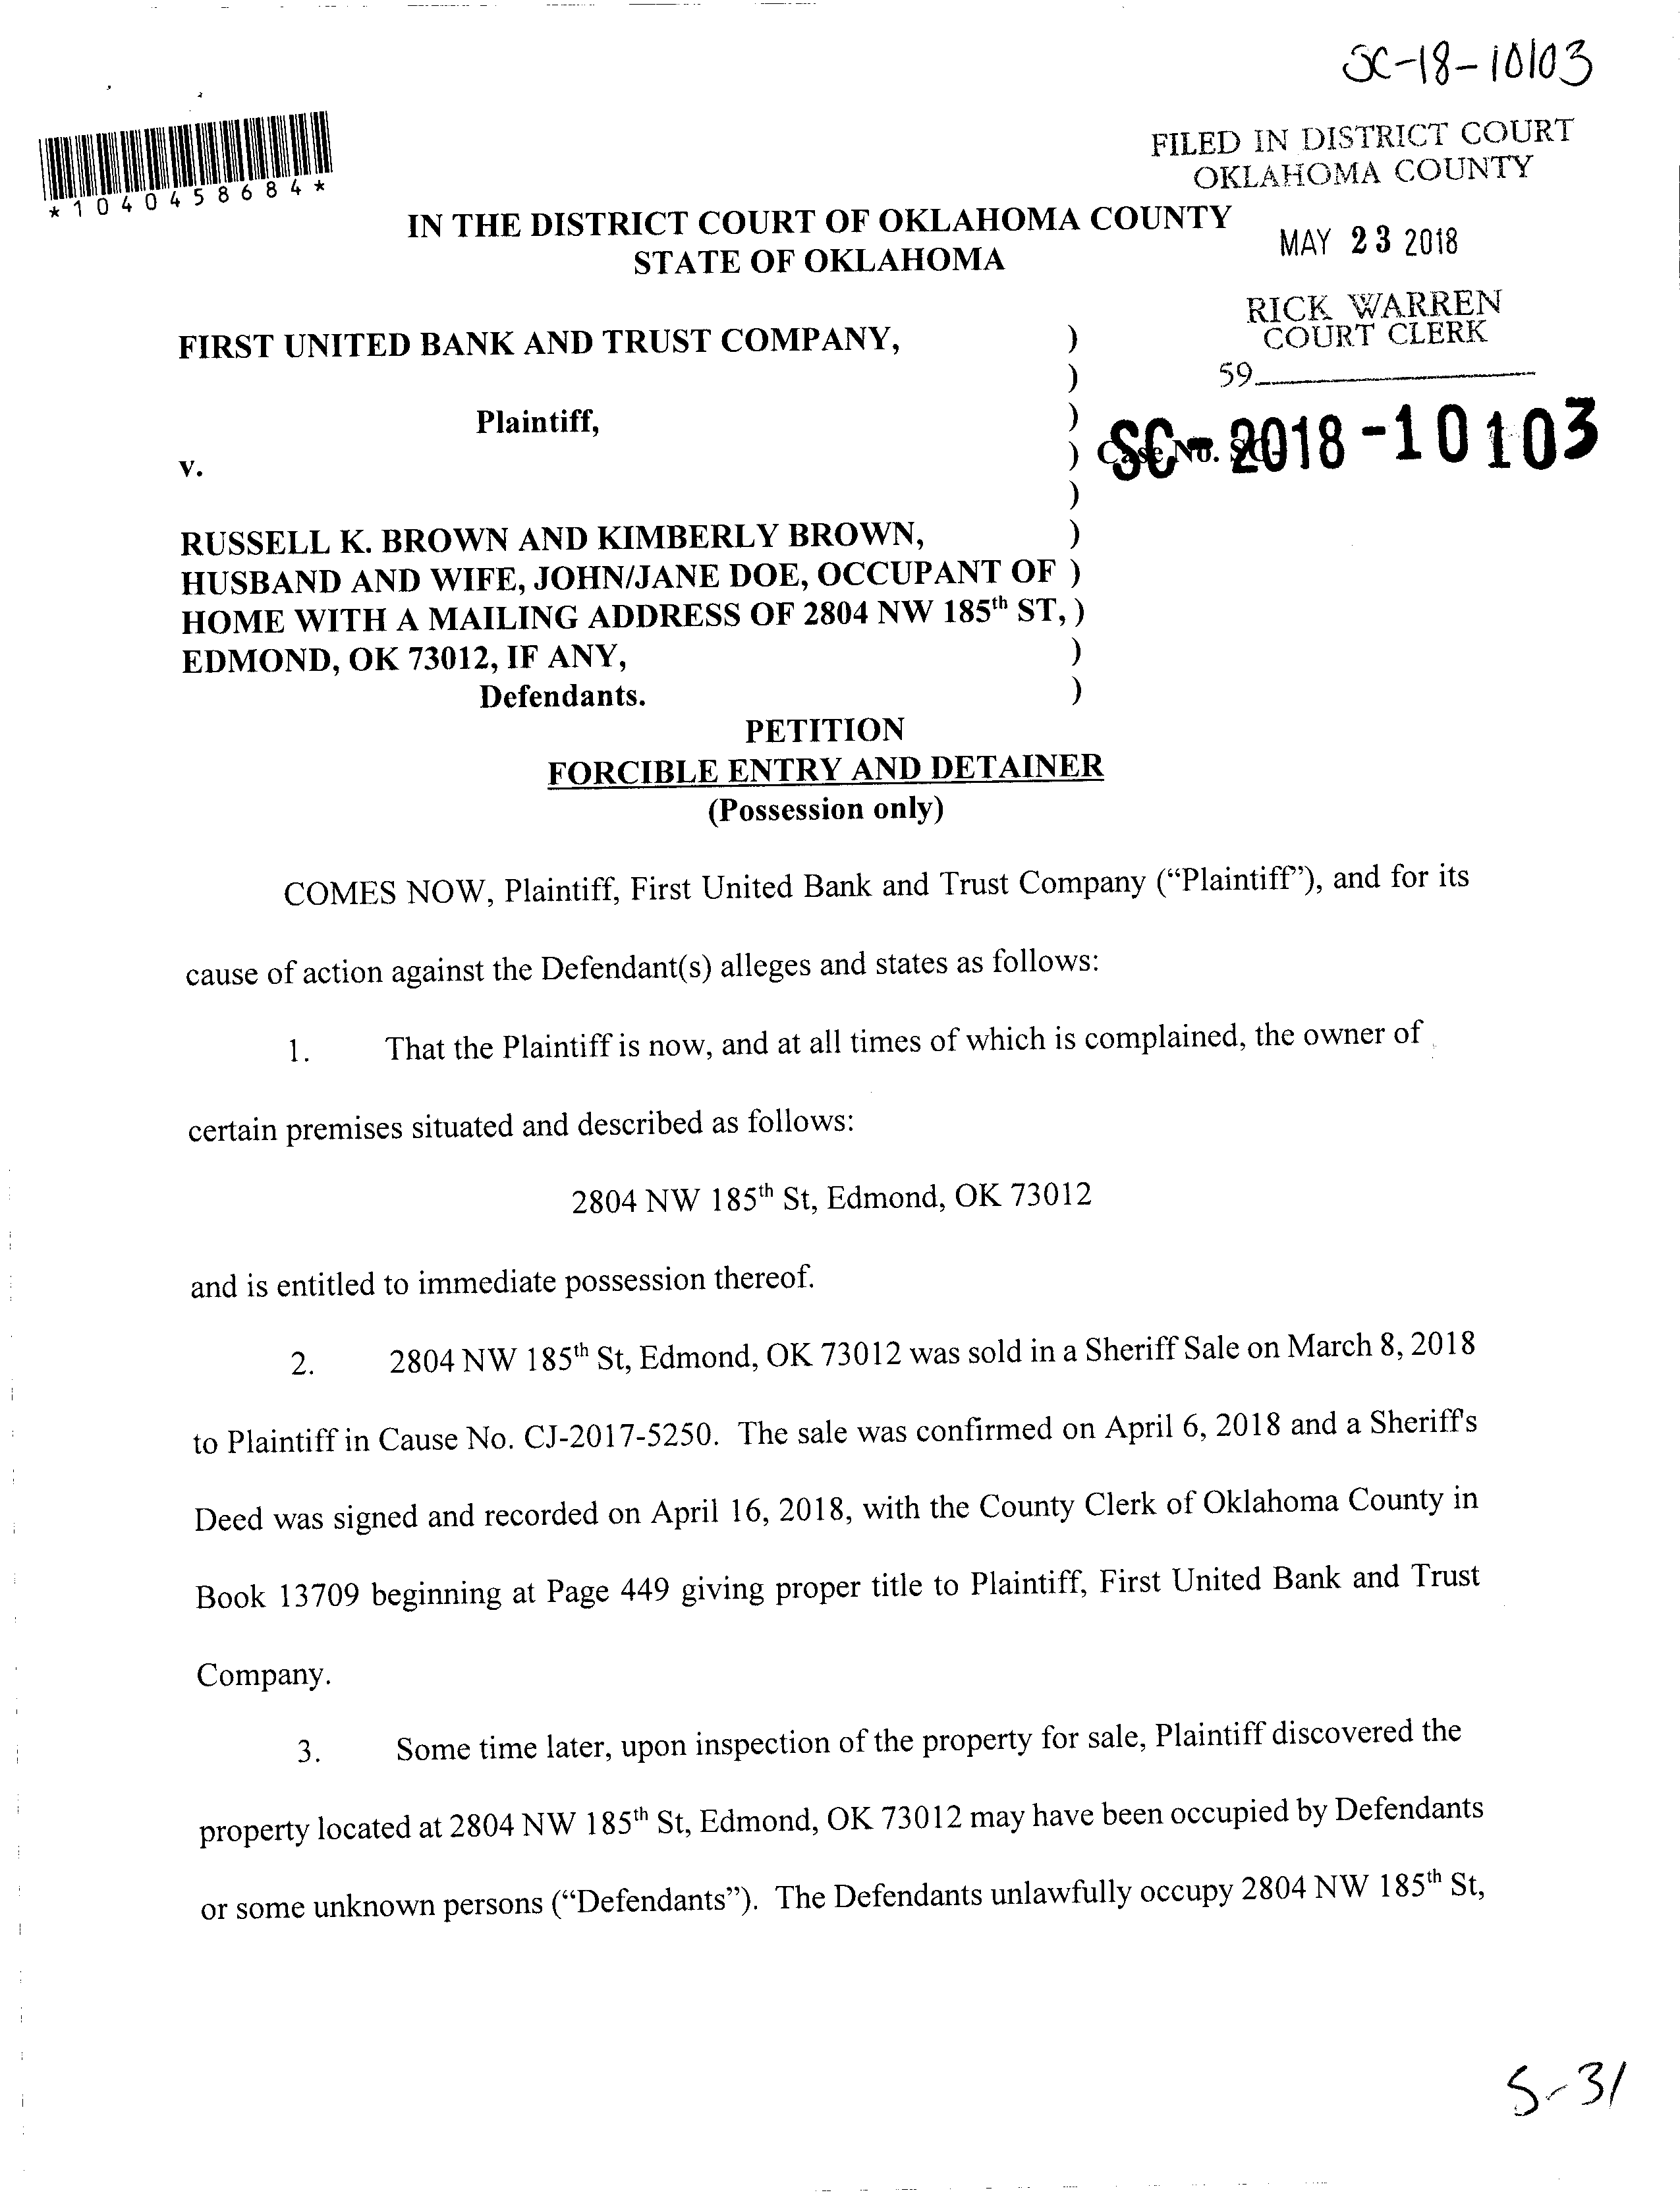 SC-18-10103
FILED IN DISTRICT COURT
OKLAHOMA COUNTY
*1040458684*
IN THE DISTRICT COURT OF OKLAHOMA COUNTY
STATE OF OKLAHOMA
MAY 23 2018
RICK WARREN
COURT CLERK
59
FIRST UNITED BANK AND TRUST COMPANY, )
)
Plaintiff, )
v. ) Case No. SC-
SC-2018-10103
)
RUSSELL K. BROWN AND KIMBERLY BROWN, )
HUSBAND AND WIFE, JOHN/JANE DOE, OCCUPANT OF )
HOME WITH A MAILING ADDRESS OF 2804 NW 185th ST, )
EDMOND, OK 73012, IF ANY, )
Defendants. )
PETITION
FORCIBLE ENTRY AND DETAINER
(Possession only)
COMES NOW, Plaintiff, First United Bank and Trust Company (“Plaintiff”), and for its
cause of action against the Defendant(s) alleges and states as follows:
1. That the Plaintiff is now, and at all times of which is complained, the owner of
certain premises situated and described as follows:
2804 NW 185th St, Edmond, OK 73012
and is entitled to immediate possession thereof.
2. 2804 NW 185th St, Edmond, OK 73012 was sold in a Sheriff Sale on March 8, 2018
to Plaintiff in Cause No. CJ-2017-5250. The sale was confirmed on April 6, 2018 and a Sheriff's
Deed was signed and recorded on April 16, 2018, with the County Clerk of Oklahoma County in
Book 13709 beginning at Page 449 giving proper title to Plaintiff, First United Bank and Trust
Company.
3. Some time later, upon inspection of the property for sale, Plaintiff discovered the
property located at 2804 NW 185th St, Edmond, OK 73012 may have been occupied by Defendants
or some unknown persons (“Defendants”). The Defendants unlawfully occupy 2804 NW 185th St,
5-31